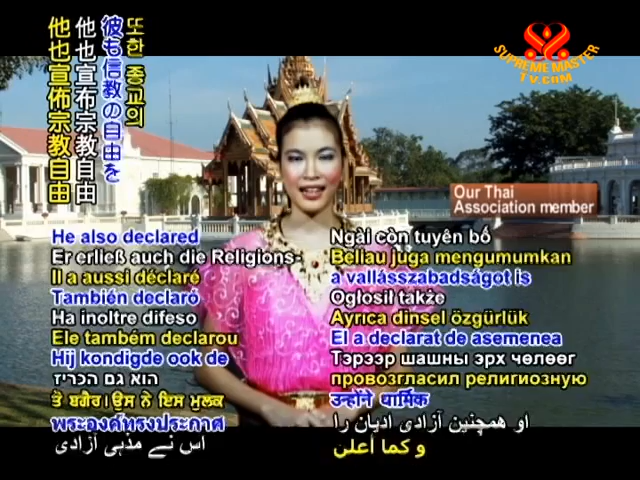 SUPREME MASTER
TV.COM
또한 종교의
彼も信教の自由を
他也宣布宗教自由
他也宣佈宗教自由
Our Thai
Association member
He also declared
Er erließ auch die Religions-
Il a aussi déclaré
También declaró
Ha inoltre difeso
Ele também declarou
Hij kondigde ook de
הוא גם הכריז
ਤੇ ਬਗੈਰ। ਉਸ ਨੇ ਇਸ ਮੁਲਕ
พระองค์ทรงประกาศ
اس نے مذہبی آزادی
Ngài còn tuyên bố
Beliau juga mengumumkan
a vallásszabadságot is
Ogłosił także
Ayrıca dinsel özgürlük
El a declarat de asemenea
Тэрээр шашны эрх чөлөөг
провозгласил религиозную
उन्होंने धार्मिक
او همچنین آزادی ادیان را
و كما أعلن